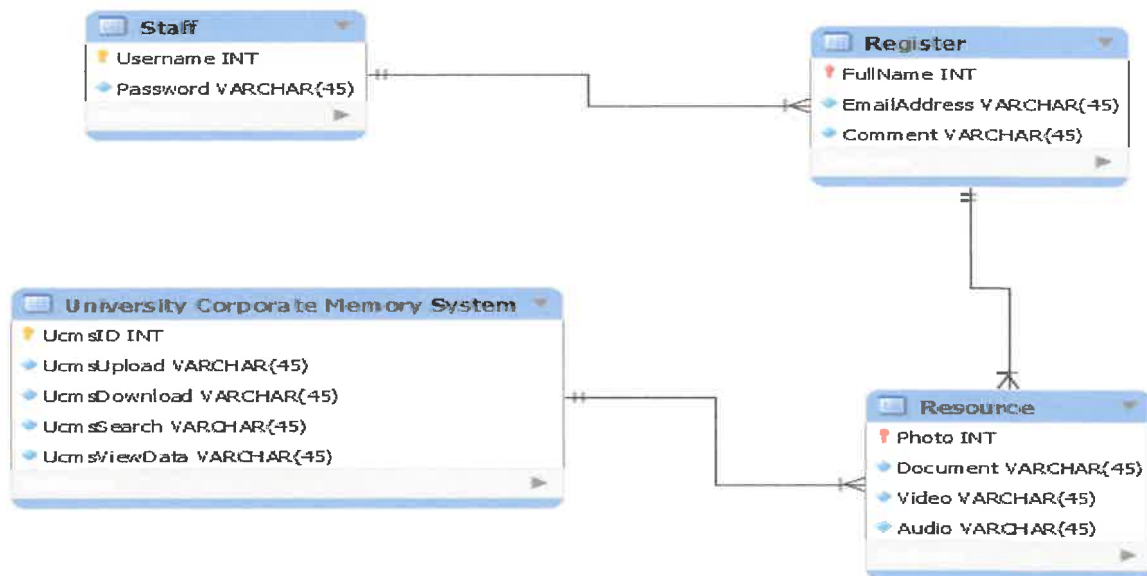 Staff
Username INT
Password VARCHAR(45)
Register
FullName INT
EmailAddress VARCHAR(45)
Comment VARCHAR(45)
University Corporate Memory System
UcmsID INT
UcmsUpload VARCHAR(45)
UcmsDownload VARCHAR(45)
UcmsSearch VARCHAR(45)
UcmsViewData VARCHAR(45)
Resource
Photo INT
Document VARCHAR(45)
Video VARCHAR(45)
Audio VARCHAR(45)